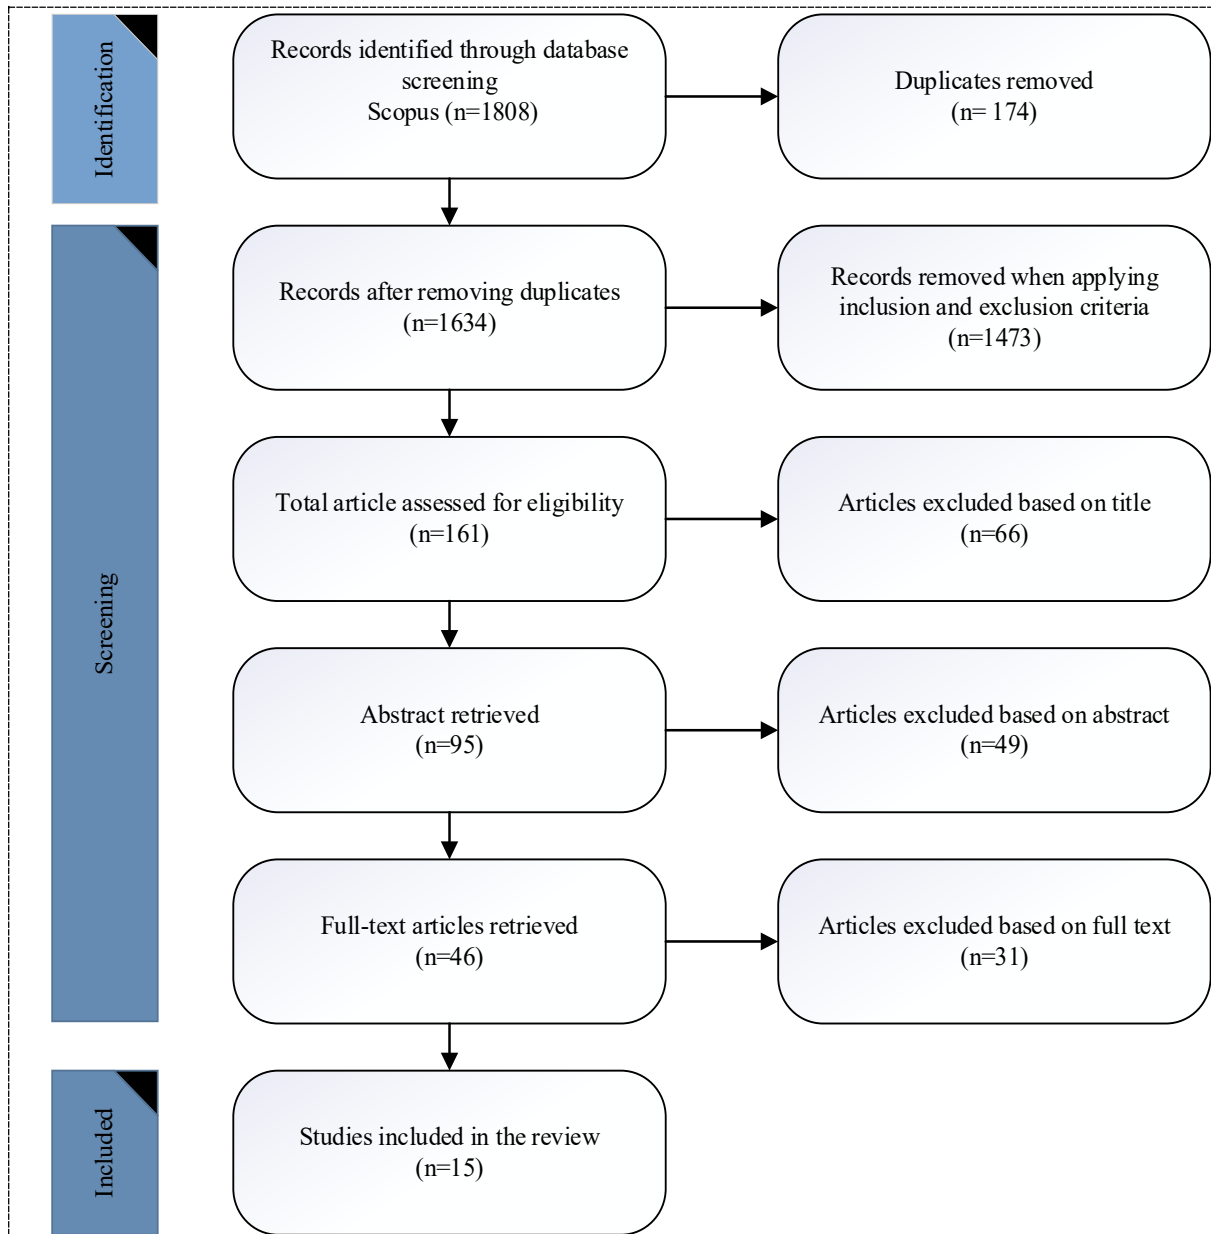 Identification
Records identified through database
screening
Scopus (n=1808)
Duplicates removed
(n= 174)
Screening
Records after removing duplicates
(n=1634)
Records removed when applying
inclusion and exclusion criteria
(n=1473)
Total article assessed for eligibility
(n=161)
Articles excluded based on title
(n=66)
Abstract retrieved
(n=95)
Articles excluded based on abstract
(n=49)
Full-text articles retrieved
(n=46)
Articles excluded based on full text
(n=31)
Included
Studies included in the review
(n=15)